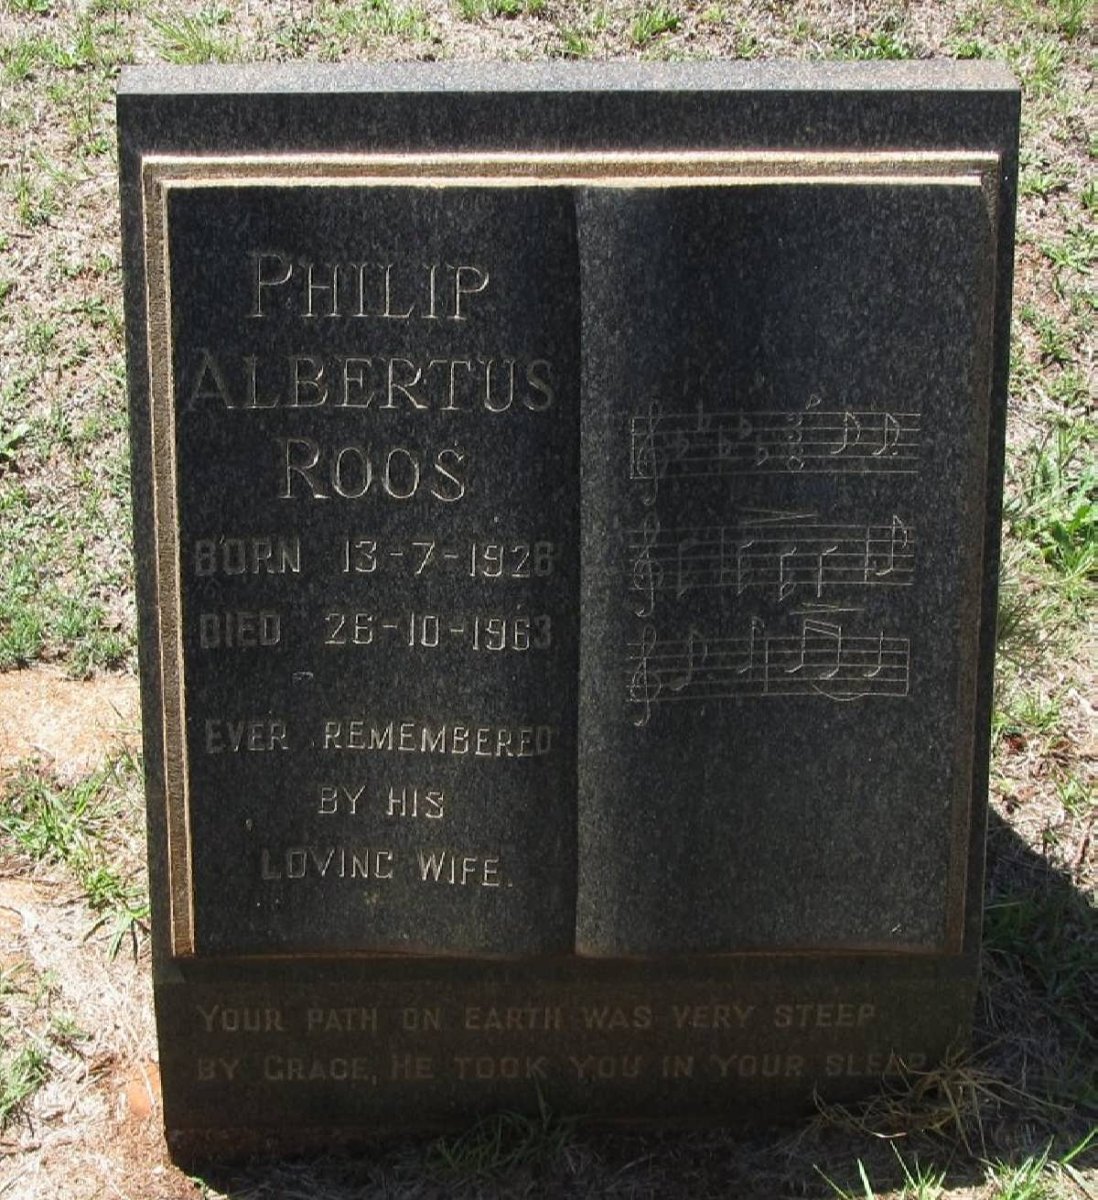 PHILIP
ALBERTUS
ROOS
BORN 13-7-1926
DIED 26-10-1963
EVER REMEMBERED
BY HIS
LOVING WIFE.
YOUR PATH ON EARTH WAS VERY STEEP
BY GRACE, HE TOOK YOU IN YOUR SLEEP